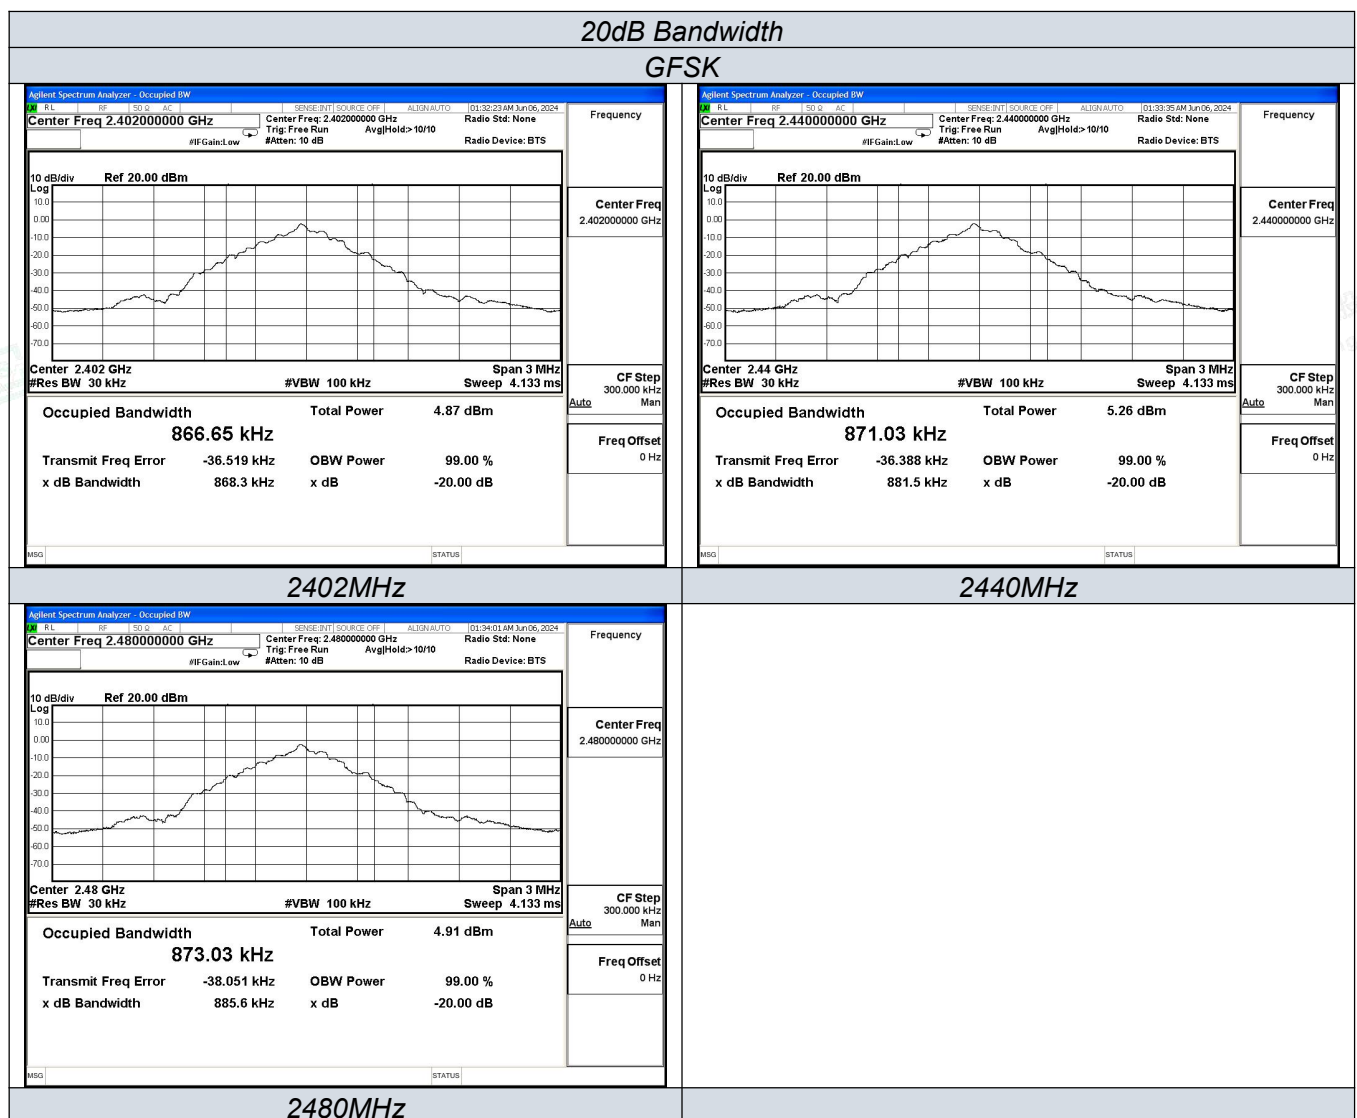 20dB Bandwidth
GFSK
Agilent Spectrum Analyzer - Occupied BW
LXI RL RF 50 Ω AC SENSE:INT SOURCE OFF ALIGN AUTO 01:32:23 AM Jun 06, 2024
Center Freq 2.402000000 GHz
Center Freq: 2.402000000 GHz Radio Std: None
Trig: Free Run Avg|Hold:>10/10
#IFGain:Low #Atten: 10 dB Radio Device: BTS
10 dB/div Ref 20.00 dBm
Log
10.0
0.00
-10.0
-20.0
-30.0
-40.0
-50.0
-60.0
-70.0
Center 2.402 GHz Span 3 MHz
#Res BW 30 kHz #VBW 100 kHz Sweep 4.133 ms
Occupied Bandwidth Total Power 4.87 dBm
866.65 kHz
Transmit Freq Error -36.519 kHz OBW Power 99.00 %
x dB Bandwidth 868.3 kHz x dB -20.00 dB
MSG STATUS
Frequency
Center Freq
2.402000000 GHz
CF Step
300.000 kHz
Auto Man
Freq Offset
0 Hz
Agilent Spectrum Analyzer - Occupied BW
LXI RL RF 50 Ω AC SENSE:INT SOURCE OFF ALIGN AUTO 01:33:35 AM Jun 06, 2024
Center Freq 2.440000000 GHz
Center Freq: 2.440000000 GHz Radio Std: None
Trig: Free Run Avg|Hold:>10/10
#IFGain:Low #Atten: 10 dB Radio Device: BTS
10 dB/div Ref 20.00 dBm
Log
10.0
0.00
-10.0
-20.0
-30.0
-40.0
-50.0
-60.0
-70.0
Center 2.44 GHz Span 3 MHz
#Res BW 30 kHz #VBW 100 kHz Sweep 4.133 ms
Occupied Bandwidth Total Power 5.26 dBm
871.03 kHz
Transmit Freq Error -36.388 kHz OBW Power 99.00 %
x dB Bandwidth 881.5 kHz x dB -20.00 dB
MSG STATUS
Frequency
Center Freq
2.440000000 GHz
CF Step
300.000 kHz
Auto Man
Freq Offset
0 Hz
2402MHz 2440MHz
Agilent Spectrum Analyzer - Occupied BW
LXI RL RF 50 Ω AC SENSE:INT SOURCE OFF ALIGN AUTO 01:34:01 AM Jun 06, 2024
Center Freq 2.480000000 GHz
Center Freq: 2.480000000 GHz Radio Std: None
Trig: Free Run Avg|Hold:>10/10
#IFGain:Low #Atten: 10 dB Radio Device: BTS
10 dB/div Ref 20.00 dBm
Log
10.0
0.00
-10.0
-20.0
-30.0
-40.0
-50.0
-60.0
-70.0
Center 2.48 GHz Span 3 MHz
#Res BW 30 kHz #VBW 100 kHz Sweep 4.133 ms
Occupied Bandwidth Total Power 4.91 dBm
873.03 kHz
Transmit Freq Error -38.051 kHz OBW Power 99.00 %
x dB Bandwidth 885.6 kHz x dB -20.00 dB
MSG STATUS
Frequency
Center Freq
2.480000000 GHz
CF Step
300.000 kHz
Auto Man
Freq Offset
0 Hz
2480MHz